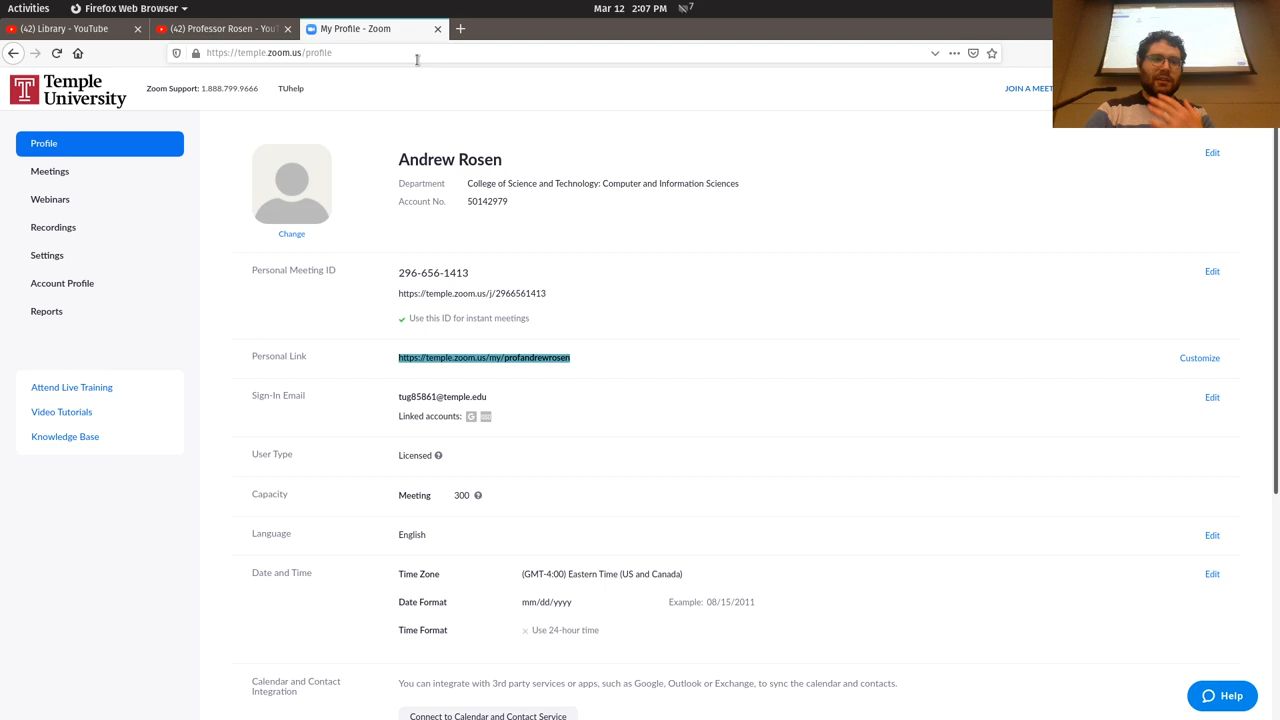 Activities
Firefox Web Browser
Mar 12 2:07 PM
7
(42) Library - YouTube
(42) Professor Rosen - YouT
My Profile - Zoom
https://temple.zoom.us/profile
Temple University
Zoom Support: 1.888.799.9666
TUhelp
JOIN A MEET
Profile
Meetings
Webinars
Recordings
Settings
Account Profile
Reports
Attend Live Training
Video Tutorials
Knowledge Base
Change
Andrew Rosen
Edit
Department College of Science and Technology: Computer and Information Sciences
Account No. 50142979
Personal Meeting ID
296-656-1413
Edit
https://temple.zoom.us/j/2966561413
Use this ID for instant meetings
Personal Link
https://temple.zoom.us/my/profandrewrosen
Customize
Sign-In Email
tug85861@temple.edu
Edit
Linked accounts:
User Type
Licensed
Capacity
Meeting 300
Language
English
Edit
Date and Time
Time Zone (GMT-4:00) Eastern Time (US and Canada)
Edit
Date Format mm/dd/yyyy Example: 08/15/2011
Time Format Use 24-hour time
Calendar and Contact
Integration
You can integrate with 3rd party services or apps, such as Google, Outlook or Exchange, to sync the calendar and contacts.
Connect to Calendar and Contact Service
Help